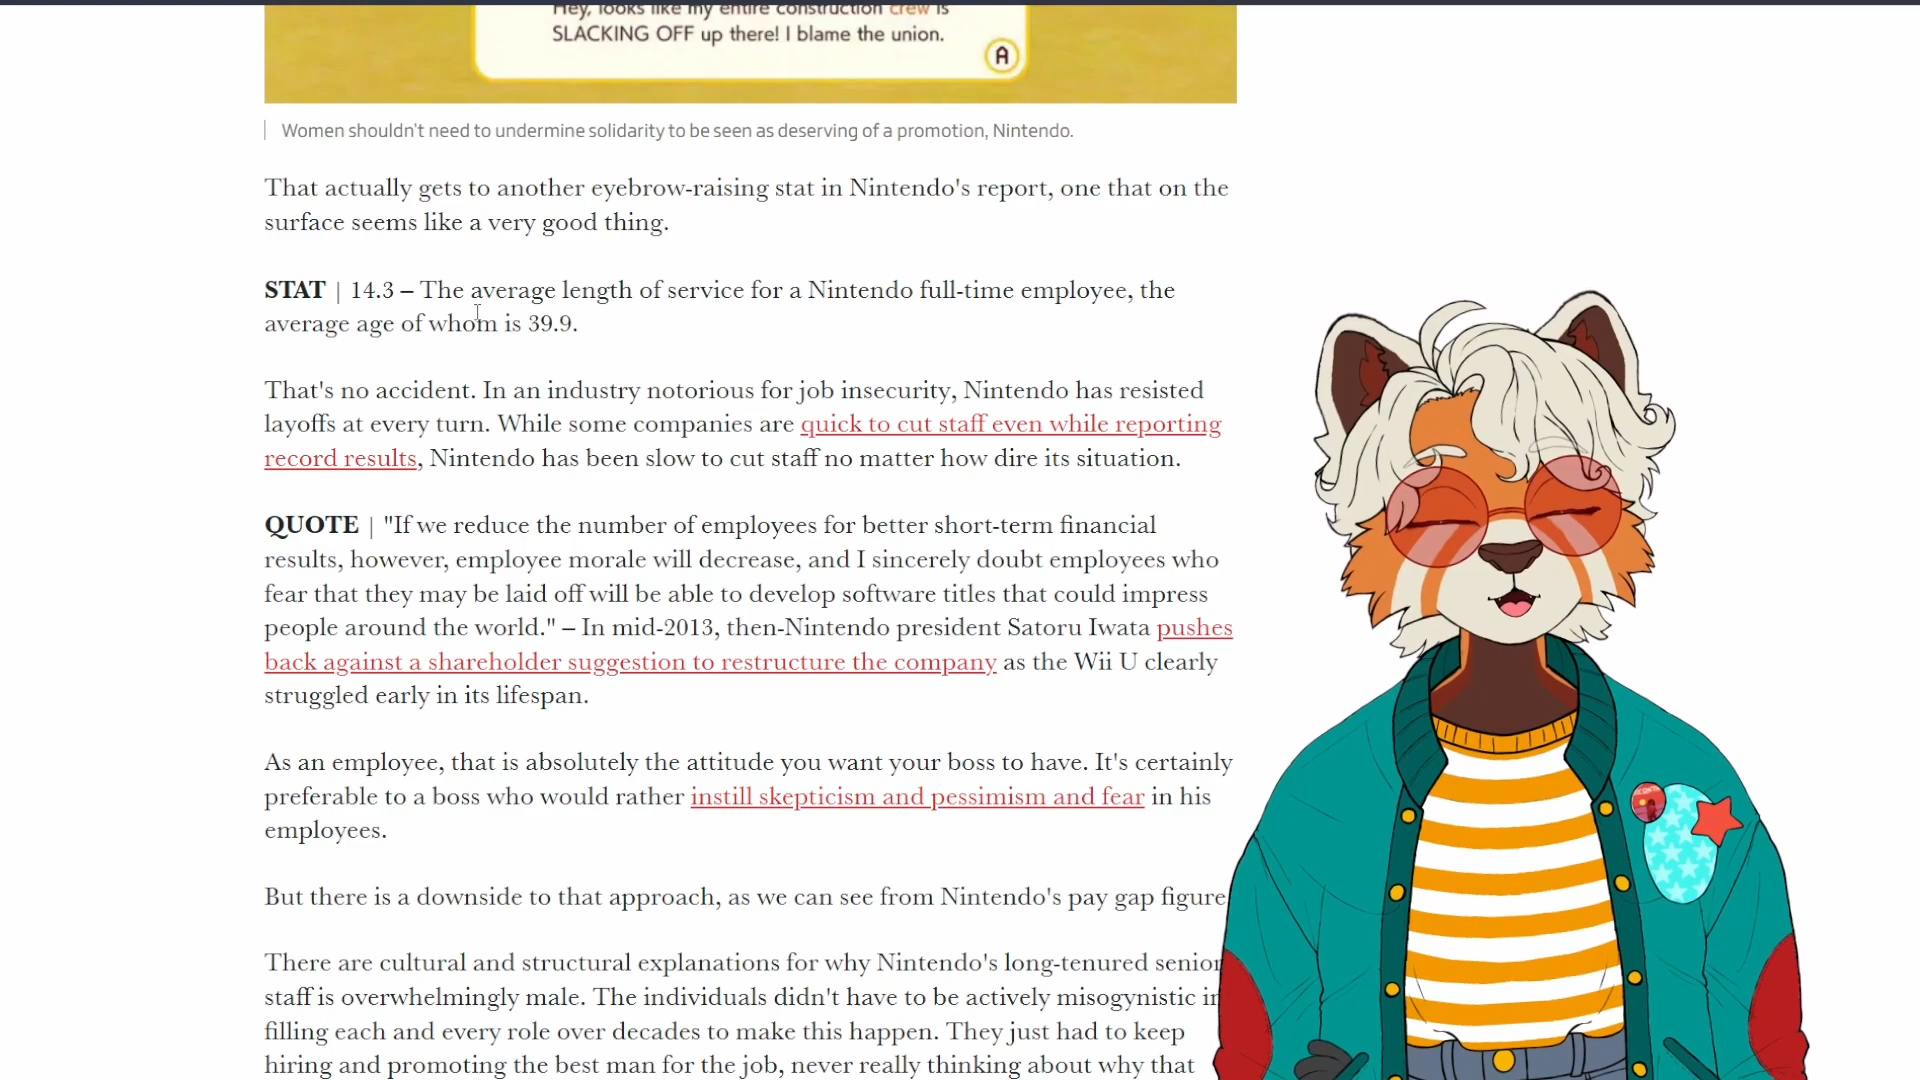 Hey, looks like my entire construction crew is
SLACKING OFF up there! I blame the union.
A
Women shouldn't need to undermine solidarity to be seen as deserving of a promotion, Nintendo.
That actually gets to another eyebrow-raising stat in Nintendo's report, one that on the
surface seems like a very good thing.
STAT | 14.3 – The average length of service for a Nintendo full-time employee, the
average age of whom is 39.9.
That's no accident. In an industry notorious for job insecurity, Nintendo has resisted
layoffs at every turn. While some companies are quick to cut staff even while reporting
record results, Nintendo has been slow to cut staff no matter how dire its situation.
QUOTE | "If we reduce the number of employees for better short-term financial
results, however, employee morale will decrease, and I sincerely doubt employees who
fear that they may be laid off will be able to develop software titles that could impress
people around the world." – In mid-2013, then-Nintendo president Satoru Iwata pushes
back against a shareholder suggestion to restructure the company as the Wii U clearly
struggled early in its lifespan.
As an employee, that is absolutely the attitude you want your boss to have. It's certainly
preferable to a boss who would rather instill skepticism and pessimism and fear in his
employees.
But there is a downside to that approach, as we can see from Nintendo's pay gap figure
There are cultural and structural explanations for why Nintendo's long-tenured senior
staff is overwhelmingly male. The individuals didn't have to be actively misogynistic in
filling each and every role over decades to make this happen. They just had to keep
hiring and promoting the best man for the job, never really thinking about why that